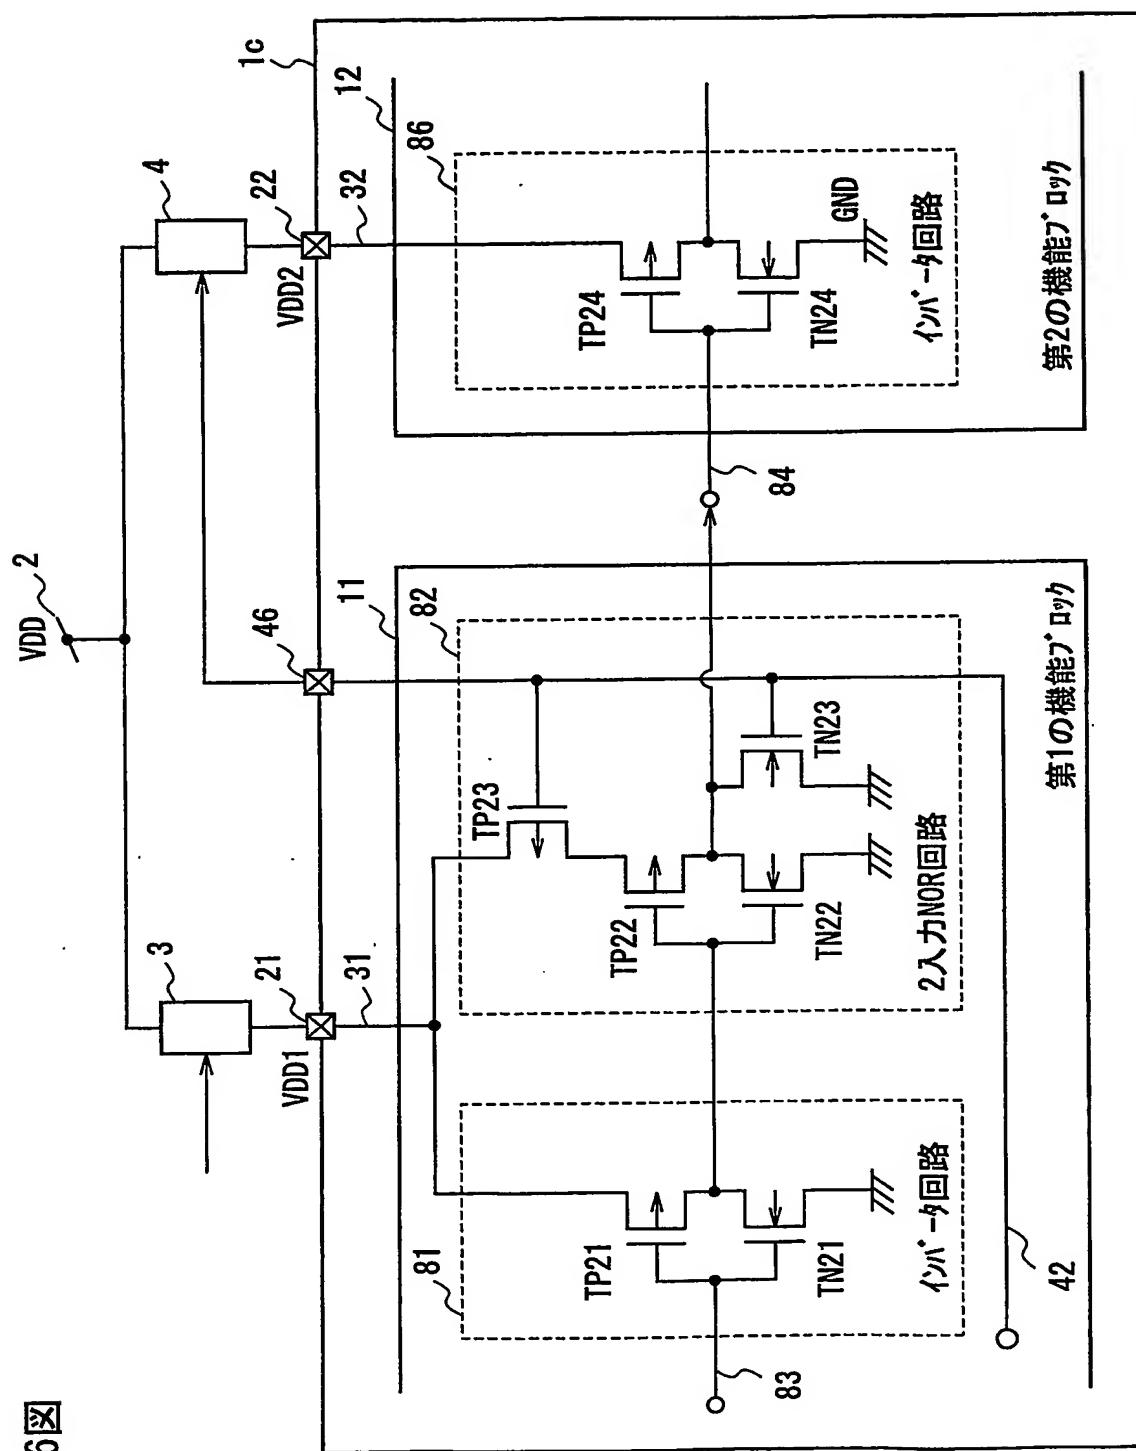 6図
VDD
2
3
4
VDD1
21
31
46
VDD2
22
32
1c
11
12
81
TP21
TN21
インバータ回路
83
82
TP23
TP22
TN22
TN23
2入力NOR回路
42
第1の機能ブロック
84
86
TP24
TN24
GND
インバータ回路
第2の機能ブロック